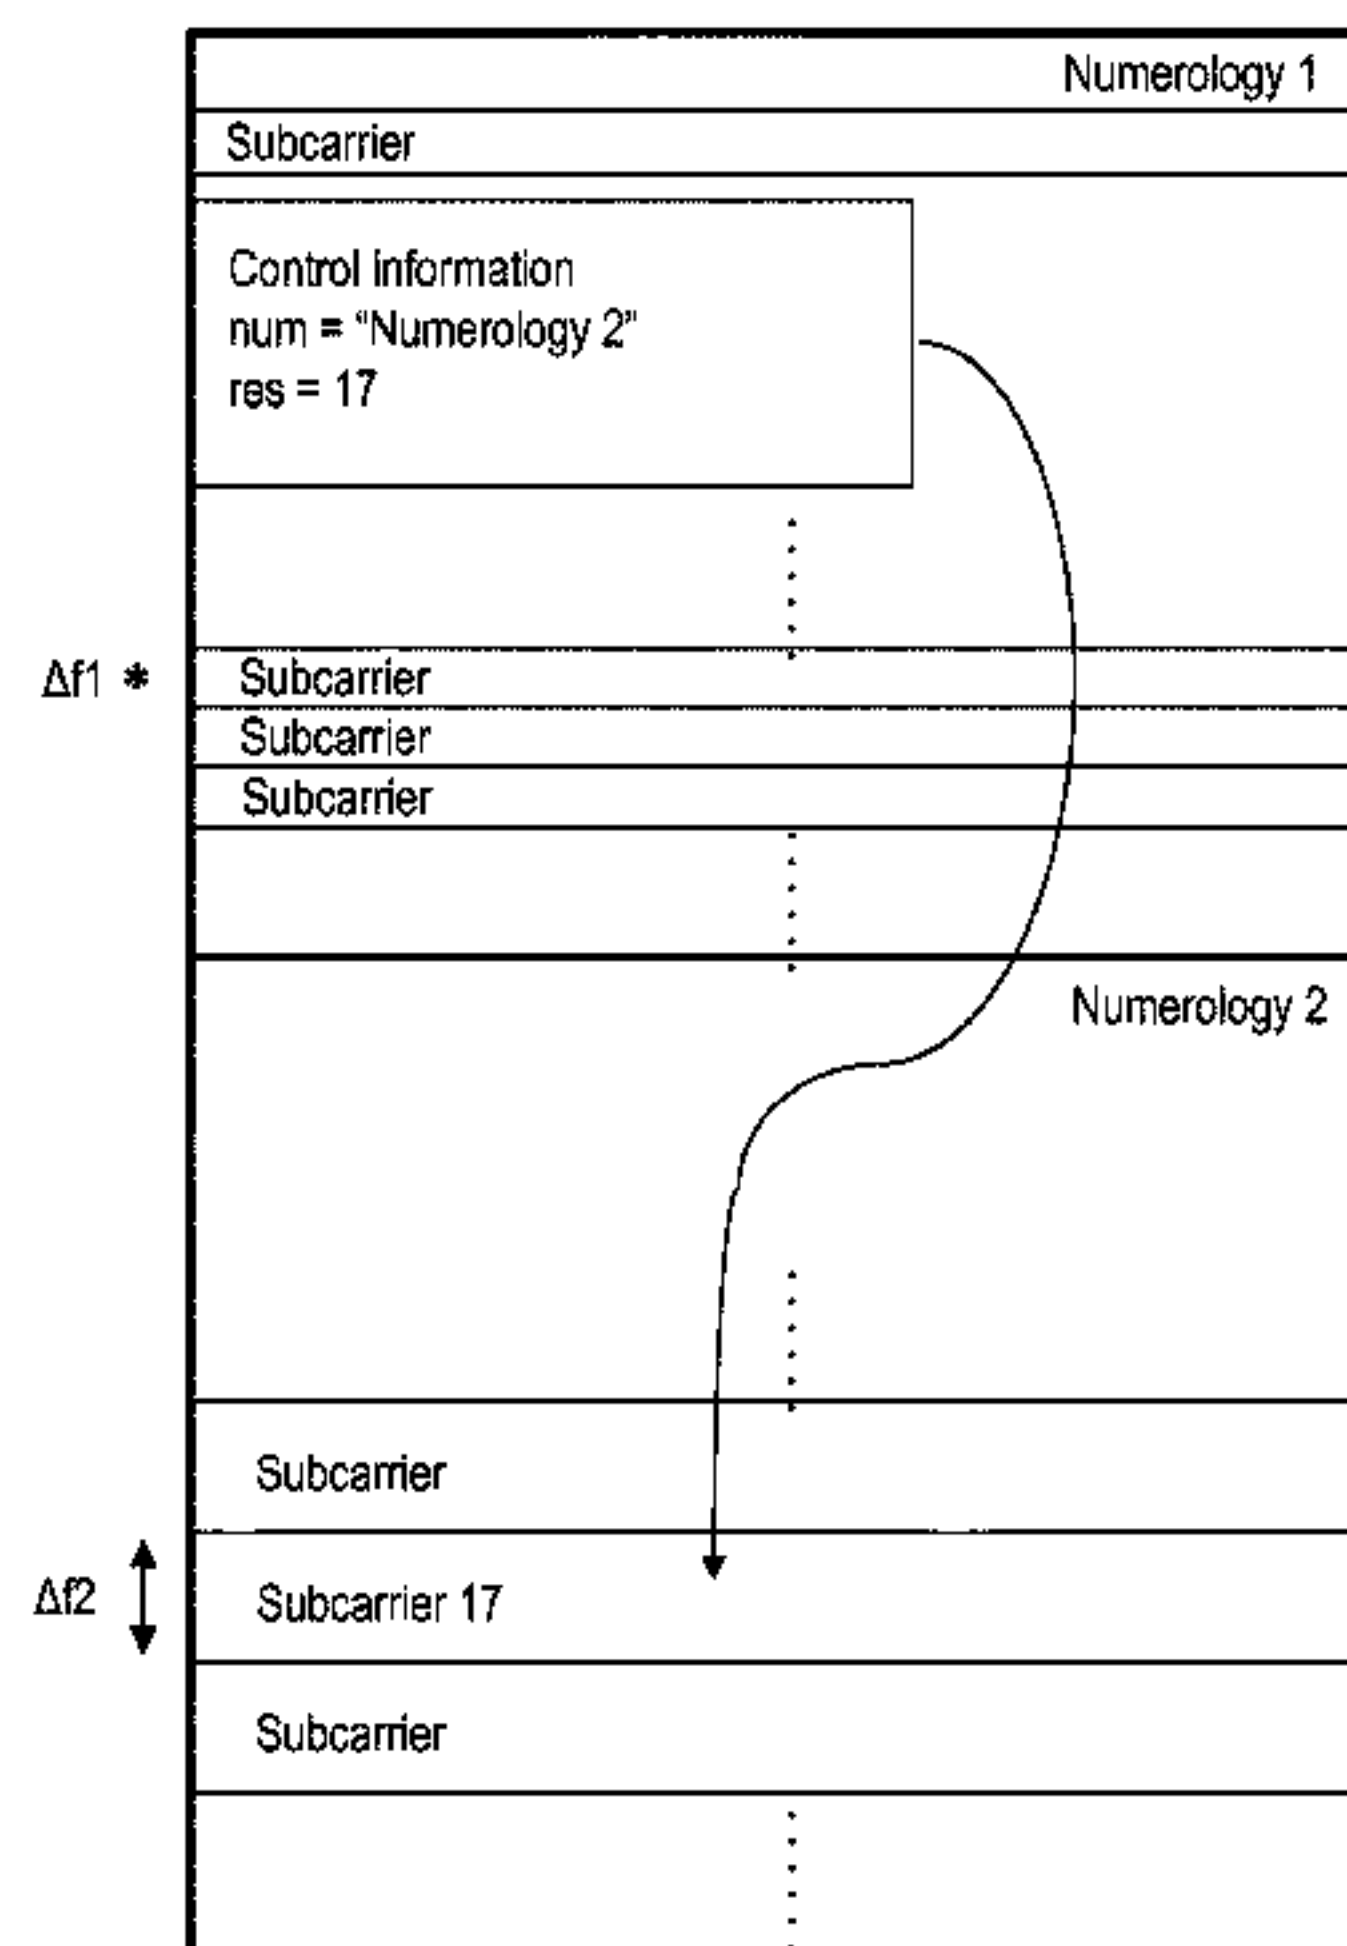 Numerology 1
Subcarrier
Control information
num = “Numerology 2”
res = 17
Δf1 *
Subcarrier
Subcarrier
Subcarrier
Numerology 2
Subcarrier
Δf2
Subcarrier 17
Subcarrier